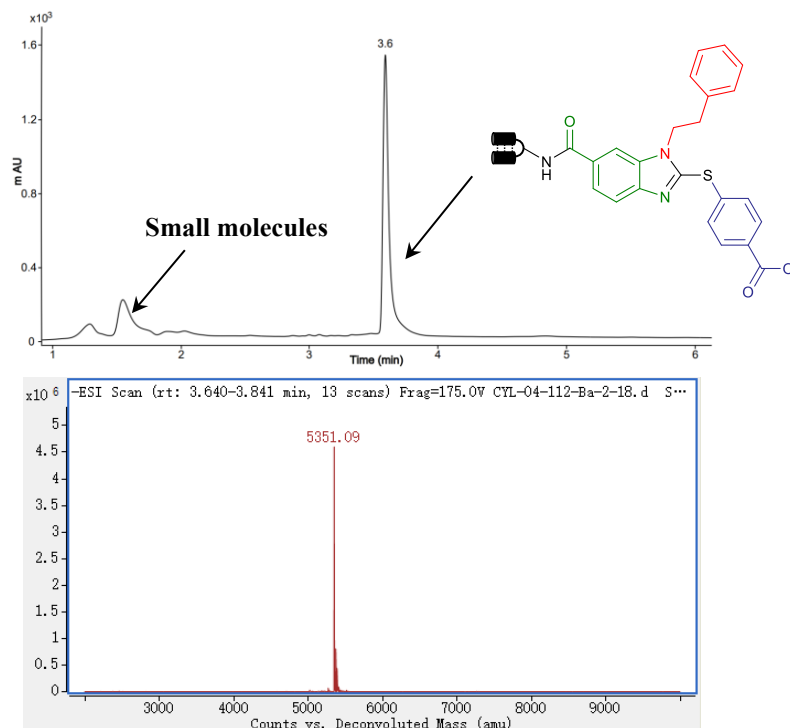 x10³
3.6
1.6
1.2
0.8
0.4
0
m AU
Small molecules
O
NH
N
N
S
O
O
1
2
3
4
5
6
Time (min)
x10 6
-ESI Scan (rt: 3.640-3.841 min, 13 scans) Frag=175.0V CYL-04-112-Ba-2-18.d S···
5351.09
5
4.5
4
3.5
3
2.5
2
1.5
1
0.5
0
3000 4000 5000 6000 7000 8000 9000
Counts vs. Deconvoluted Mass (amu)